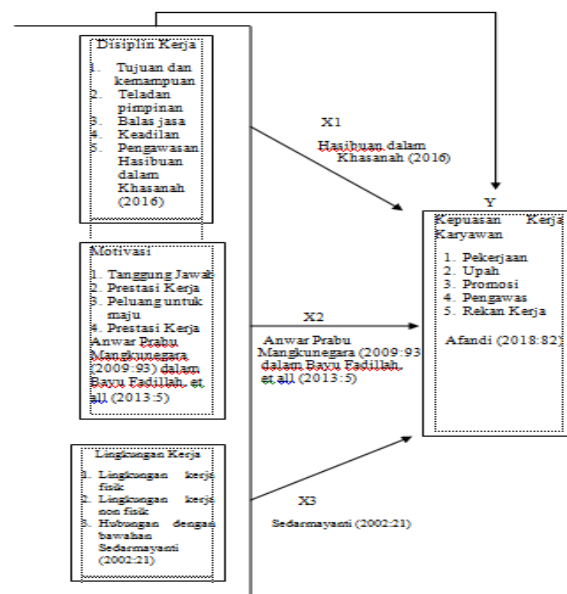 Disiplin Kerja
1. Tujuan dan
kemampuan
2. Teladan
pimpinan
3. Balas jasa
4. Keadilan
5. Pengawasan
Hasibuan
dalam
Khasanah
(2016)
X1
Hasibuan dalam
Khasanah (2016)
Motivasi
1. Tanggung Jawab
2. Prestasi Kerja
3. Peluang untuk
maju
4. Prestasi Kerja
Anwar Prabu
Mangkunegara
(2009:93) dalam
Bayu Fadillah, et
all (2013:5)
X2
Anwar Prabu
Mangkunegara (2009:93
dalam Bayu Fadillah,
et all (2013:5)
Lingkungan Kerja
1. Lingkungan kerja
fisik
2. Lingkungan kerja
non fisik
3. Hubungan dengan
bawahan
Sedarmayanti
(2002:21)
X3
Sedarmayanti (2002:21)
Y
Kepuasan Kerja
Karyawan
1. Pekerjaan
2. Upah
3. Promosi
4. Pengawas
5. Rekan Kerja
Afandi (2018:82)